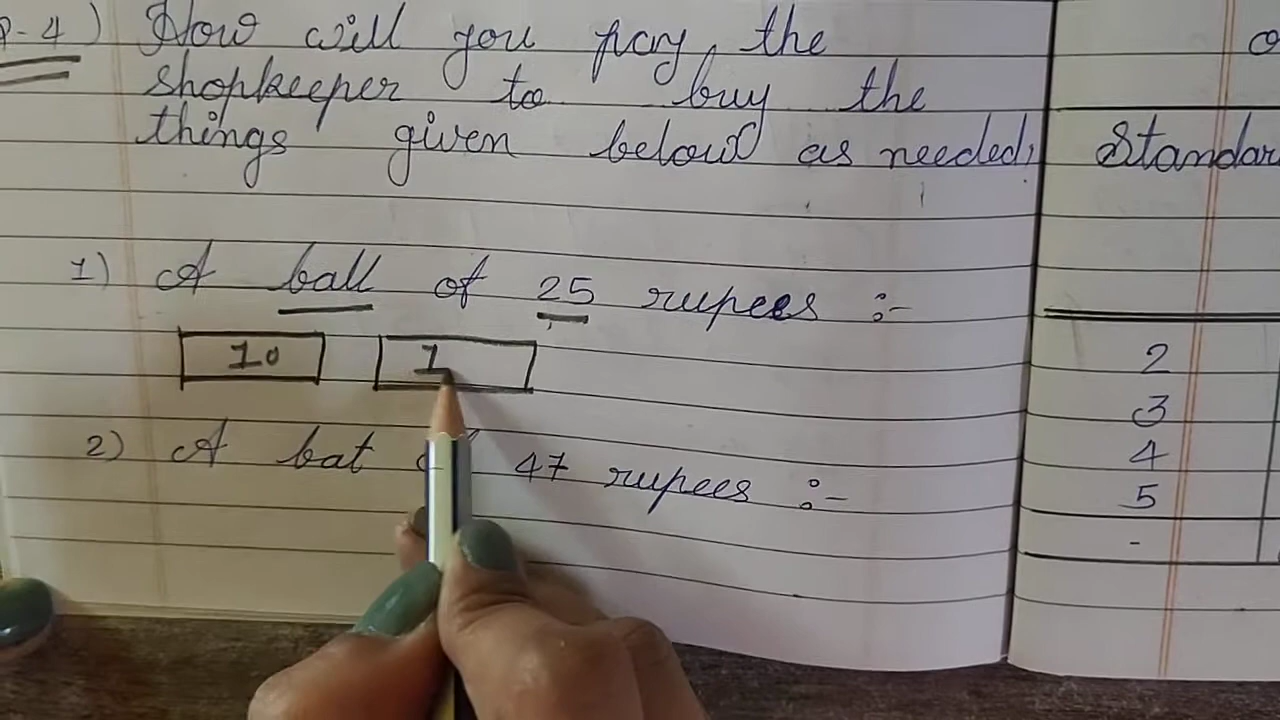 Q-4) How will you pay, the
shopkeeper to buy the
things given below as needed;
1) A ball of 25 rupees :-
10 1
2) A bat 47 rupees :-
Standar
2
3
4
5
-